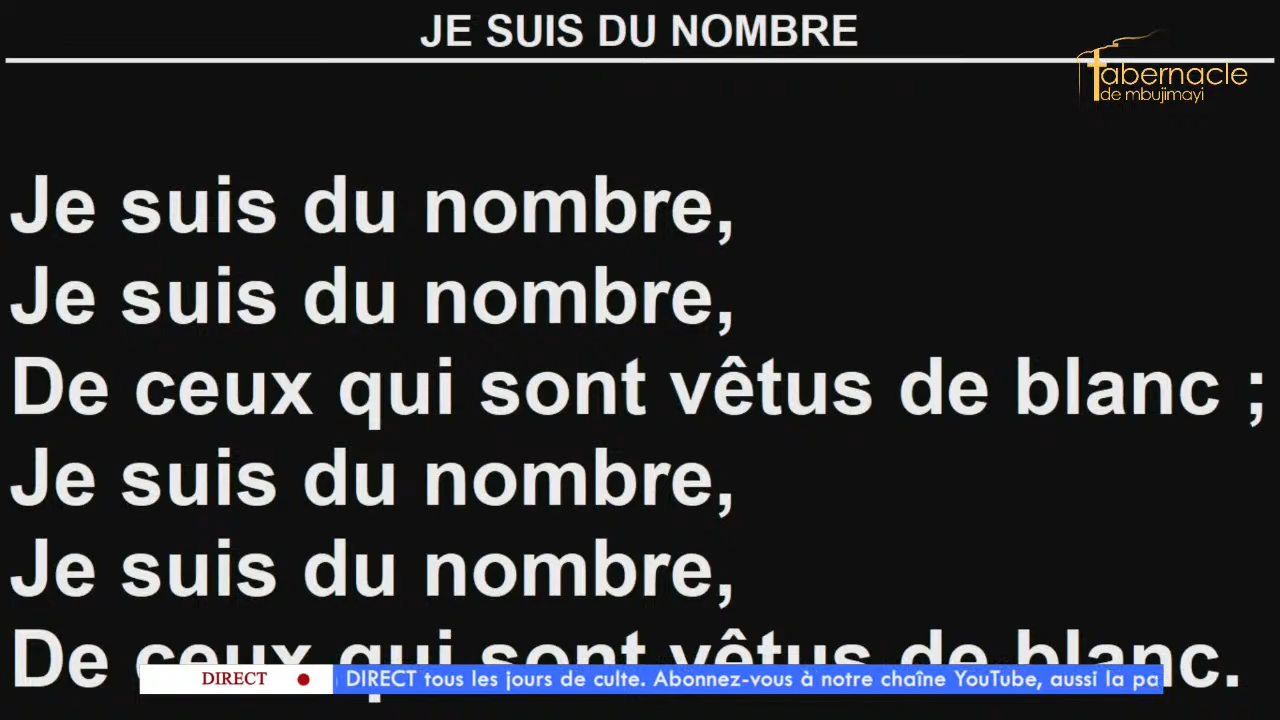 JE SUIS DU NOMBRE
tabernacle
de mbujimayi
Je suis du nombre,
Je suis du nombre,
De ceux qui sont vêtus de blanc ;
Je suis du nombre,
Je suis du nombre,
De ceux qui sont vêtus de blanc.
DIRECT
DIRECT tous les jours de culte. Abonnez-vous à notre chaîne YouTube, aussi la pa